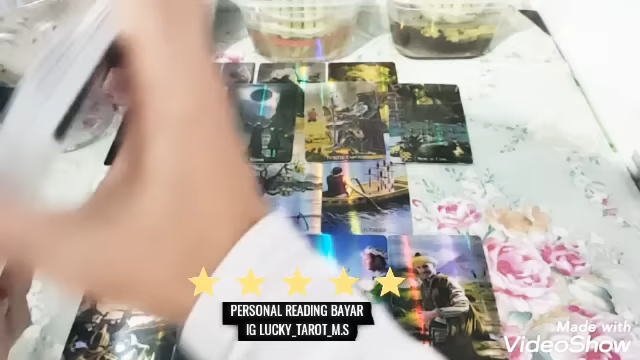 PERSONAL READING BAYAR
IG LUCKY_TAROT_M.S
Made with
VideoShow